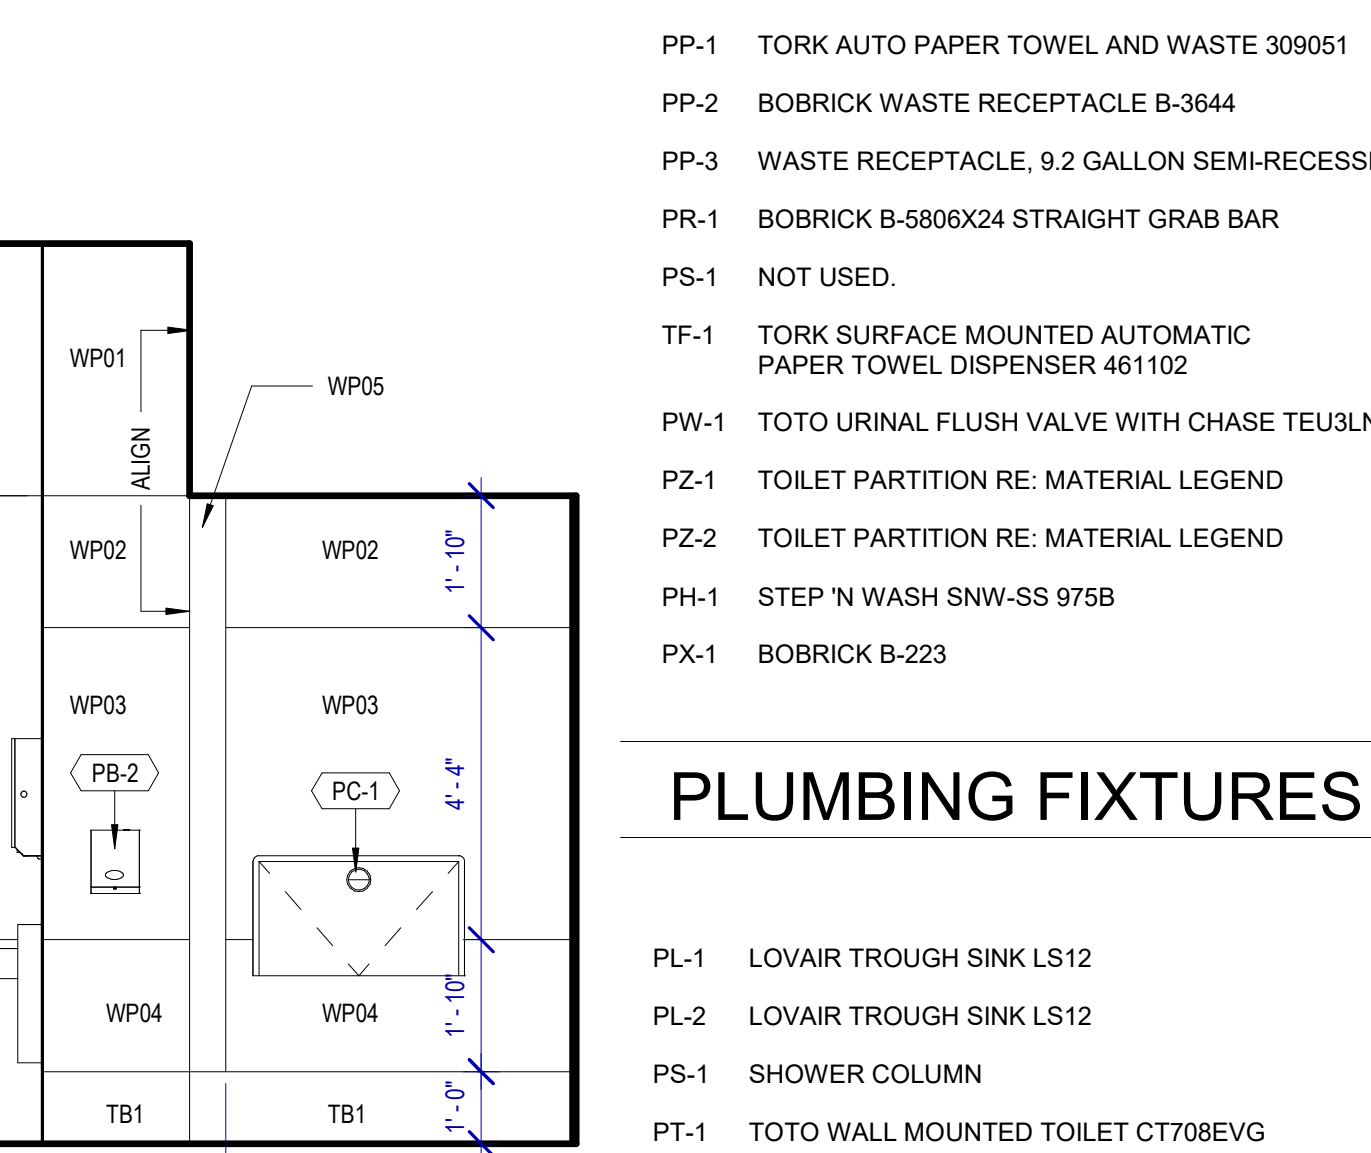 WP01
ALIGN
WP05
WP02
WP02
1' - 10"
WP03
WP03
PB-2
PC-1
4' - 4"
WP04
WP04
1' - 10"
TB1
TB1
1' - 0"
PP-1 TORK AUTO PAPER TOWEL AND WASTE 309051
PP-2 BOBRICK WASTE RECEPTACLE B-3644
PP-3 WASTE RECEPTACLE, 9.2 GALLON
PR-1 BOBRICK B-5806X24 STRAIGHT GRAB BAR
PS-1 NOT USED.
TF-1 TORK SURFACE MOUNTED AUTOMATIC
PAPER TOWEL DISPENSER 461102
PW-1 TOTO URINAL FLUSH VALVE WITH CHASE
PZ-1 TOILET PARTITION RE: MATERIAL LEGEND
PZ-2 TOILET PARTITION RE: MATERIAL LEGEND
PH-1 STEP 'N WASH SNW-SS 975B
PX-1 BOBRICK B-223
PLUMBING FIXTURES
PL-1 LOVAIR TROUGH SINK LS12
PL-2 LOVAIR TROUGH SINK LS12
PS-1 SHOWER COLUMN
PT-1 TOTO WALL MOUNTED TOILET CT708EVG